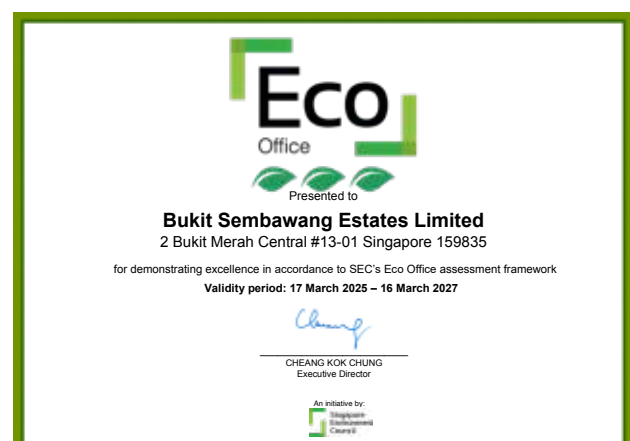 Eco
Office
Presented to
Bukit Sembawang Estates Limited
2 Bukit Merah Central #13-01 Singapore 159835
for demonstrating excellence in accordance to SEC's Eco Office assessment framework
Validity period: 17 March 2025 – 16 March 2027
CHEANG KOK CHUNG
Executive Director
An initiative by:
Singapore
Environment
Council